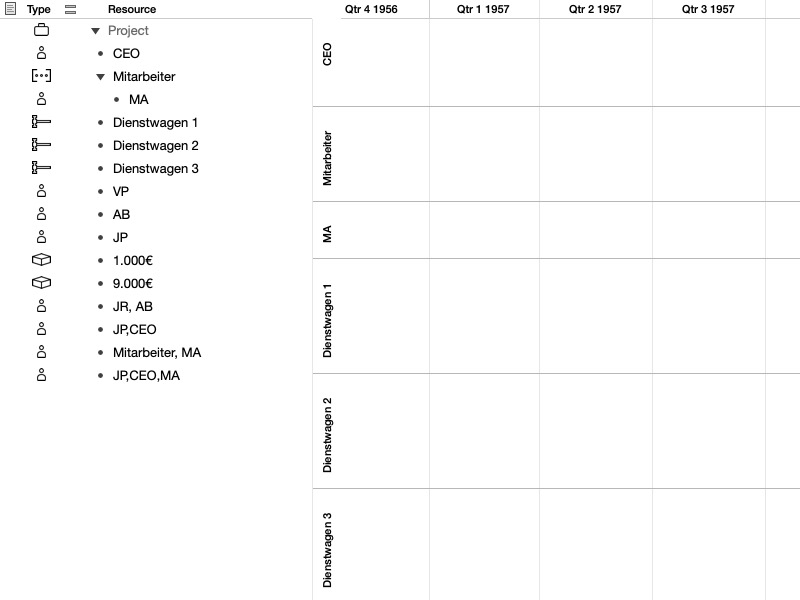 Type Resource Qtr 4 1956 Qtr 1 1957 Qtr 2 1957 Qtr 3 1957
Project
CEO
Mitarbeiter
MA
Dienstwagen 1
Dienstwagen 2
Dienstwagen 3
VP
AB
JP
1.000€
9.000€
JR, AB
JP,CEO
Mitarbeiter, MA
JP,CEO,MA
CEO
Mitarbeiter
MA
Dienstwagen 1
Dienstwagen 2
Dienstwagen 3